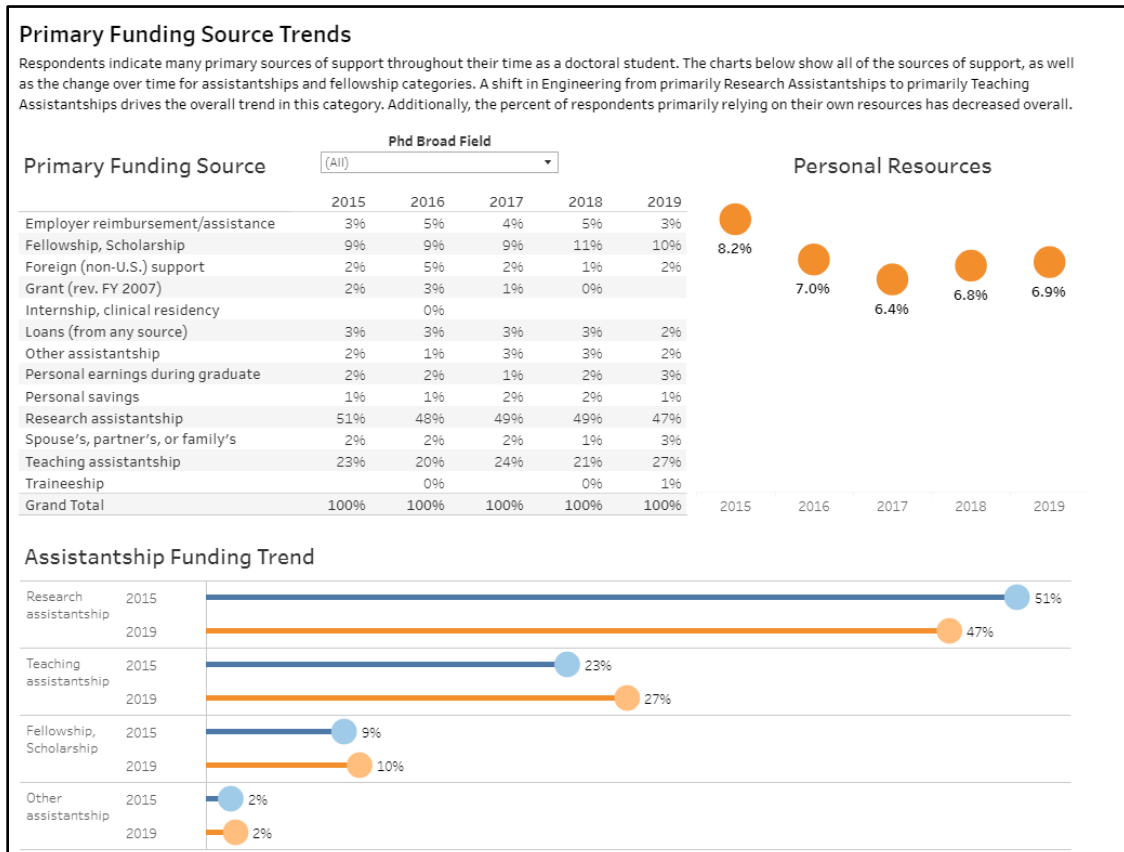 Primary Funding Source Trends
Respondents indicate many primary sources of support throughout their time as a doctoral student. The charts below show all of the sources of support, as well
as the change over time for assistantships and fellowship categories. A shift in Engineering from primarily Research Assistantships to primarily Teaching
Assistantships drives the overall trend in this category. Additionally, the percent of respondents primarily relying on their own resources has decreased overall.
Phd Broad Field
Primary Funding Source
(All)
2015 2016 2017 2018 2019
Employer reimbursement/assistance 3% 5% 4% 5% 3%
Fellowship, Scholarship 9% 9% 9% 11% 10%
Foreign (non-U.S.) support 2% 5% 2% 1% 2%
Grant (rev. FY 2007) 2% 3% 1% 0%
Internship, clinical residency 0%
Loans (from any source) 3% 3% 3% 3% 2%
Other assistantship 2% 1% 3% 3% 2%
Personal earnings during graduate 2% 2% 1% 2% 3%
Personal savings 1% 1% 2% 2% 1%
Research assistantship 51% 48% 49% 49% 47%
Spouse's, partner's, or family's 2% 2% 2% 1% 3%
Teaching assistantship 23% 20% 24% 21% 27%
Traineeship 0% 0% 1%
Grand Total 100% 100% 100% 100% 100%
Personal Resources
8.2%
7.0%
6.4%
6.8%
6.9%
2015 2016 2017 2018 2019
Assistantship Funding Trend
Research
assistantship
2015 51%
2019 47%
Teaching
assistantship
2015 23%
2019 27%
Fellowship,
Scholarship
2015 9%
2019 10%
Other
assistantship
2015 2%
2019 2%